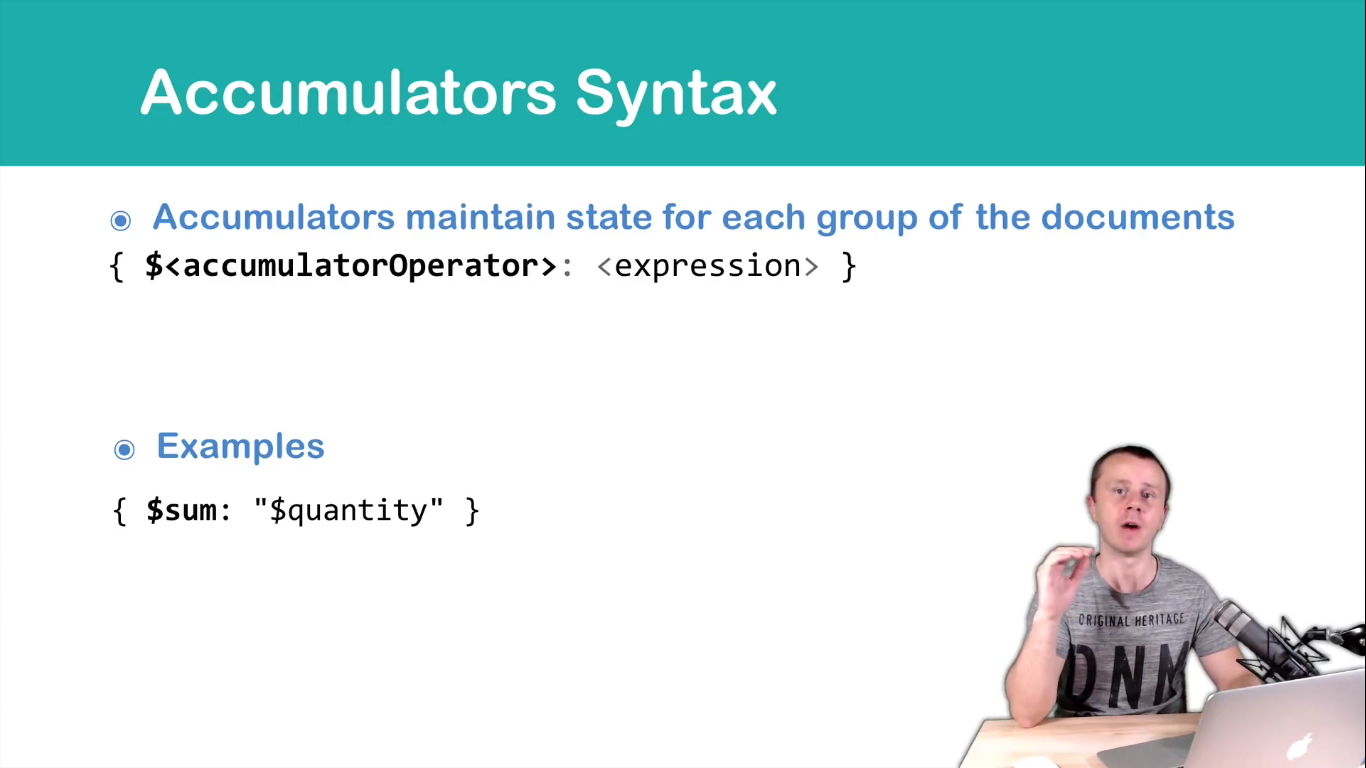 Accumulators Syntax
Accumulators maintain state for each group of the documents
{ $<accumulatorOperator>: <expression> }
Examples
{ $sum: "$quantity" }
ORIGINAL HERITAGE
DNM